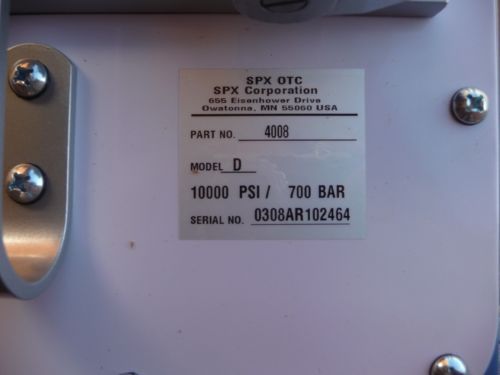 SPX OTC
SPX Corporation
655 Eisenhower Drive
Owatonna, MN 55060 USA
PART NO. 4008
MODEL D
10000 PSI / 700 BAR
SERIAL NO. 0308AR102464